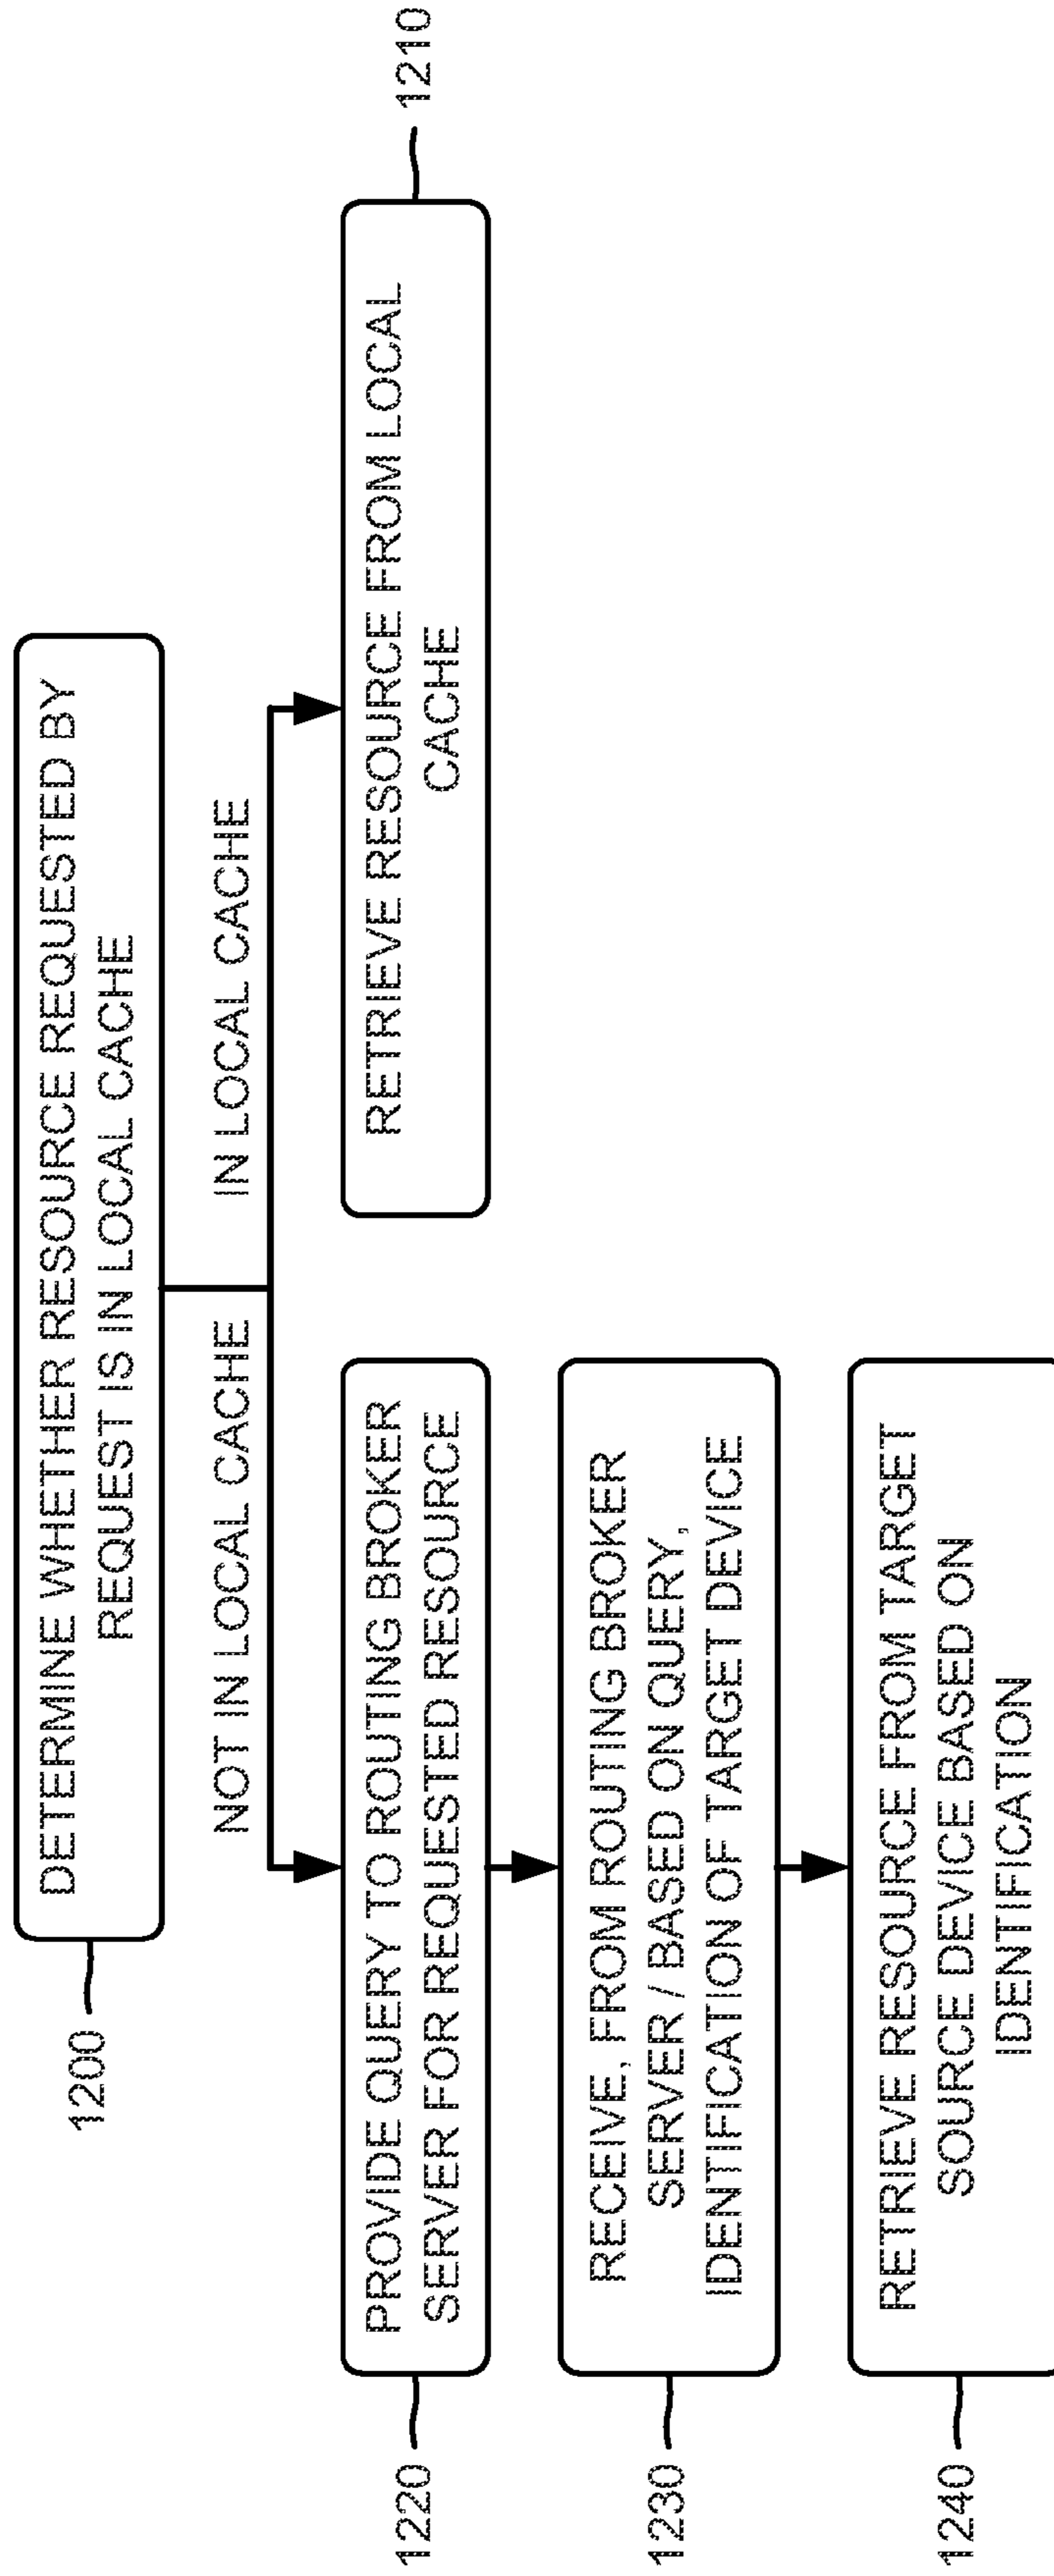 1200
DETERMINE WHETHER RESOURCE REQUESTED BY
REQUEST IS IN LOCAL CACHE
NOT IN LOCAL CACHE
IN LOCAL CACHE
1220
PROVIDE QUERY TO ROUTING BROKER
SERVER FOR REQUESTED RESOURCE
RETRIEVE RESOURCE FROM LOCAL
CACHE
1210
1230
RECEIVE, FROM ROUTING BROKER
SERVER / BASED ON QUERY,
IDENTIFICATION OF TARGET DEVICE
1240
RETRIEVE RESOURCE FROM TARGET
SOURCE DEVICE BASED ON
IDENTIFICATION